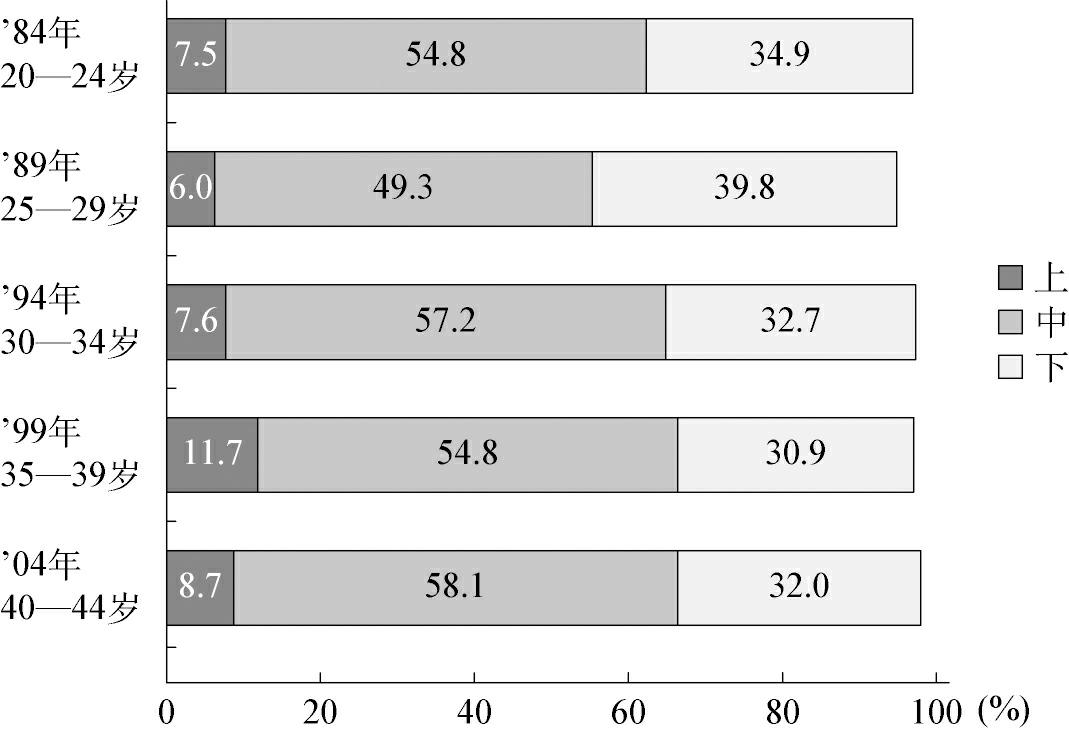 ’84年
20—24岁
7.5 54.8 34.9
’89年
25—29岁
6.0 49.3 39.8
’94年
30—34岁
7.6 57.2 32.7
’99年
35—39岁
11.7 54.8 30.9
’04年
40—44岁
8.7 58.1 32.0
上
中
下
0 20 40 60 80 100 (%)